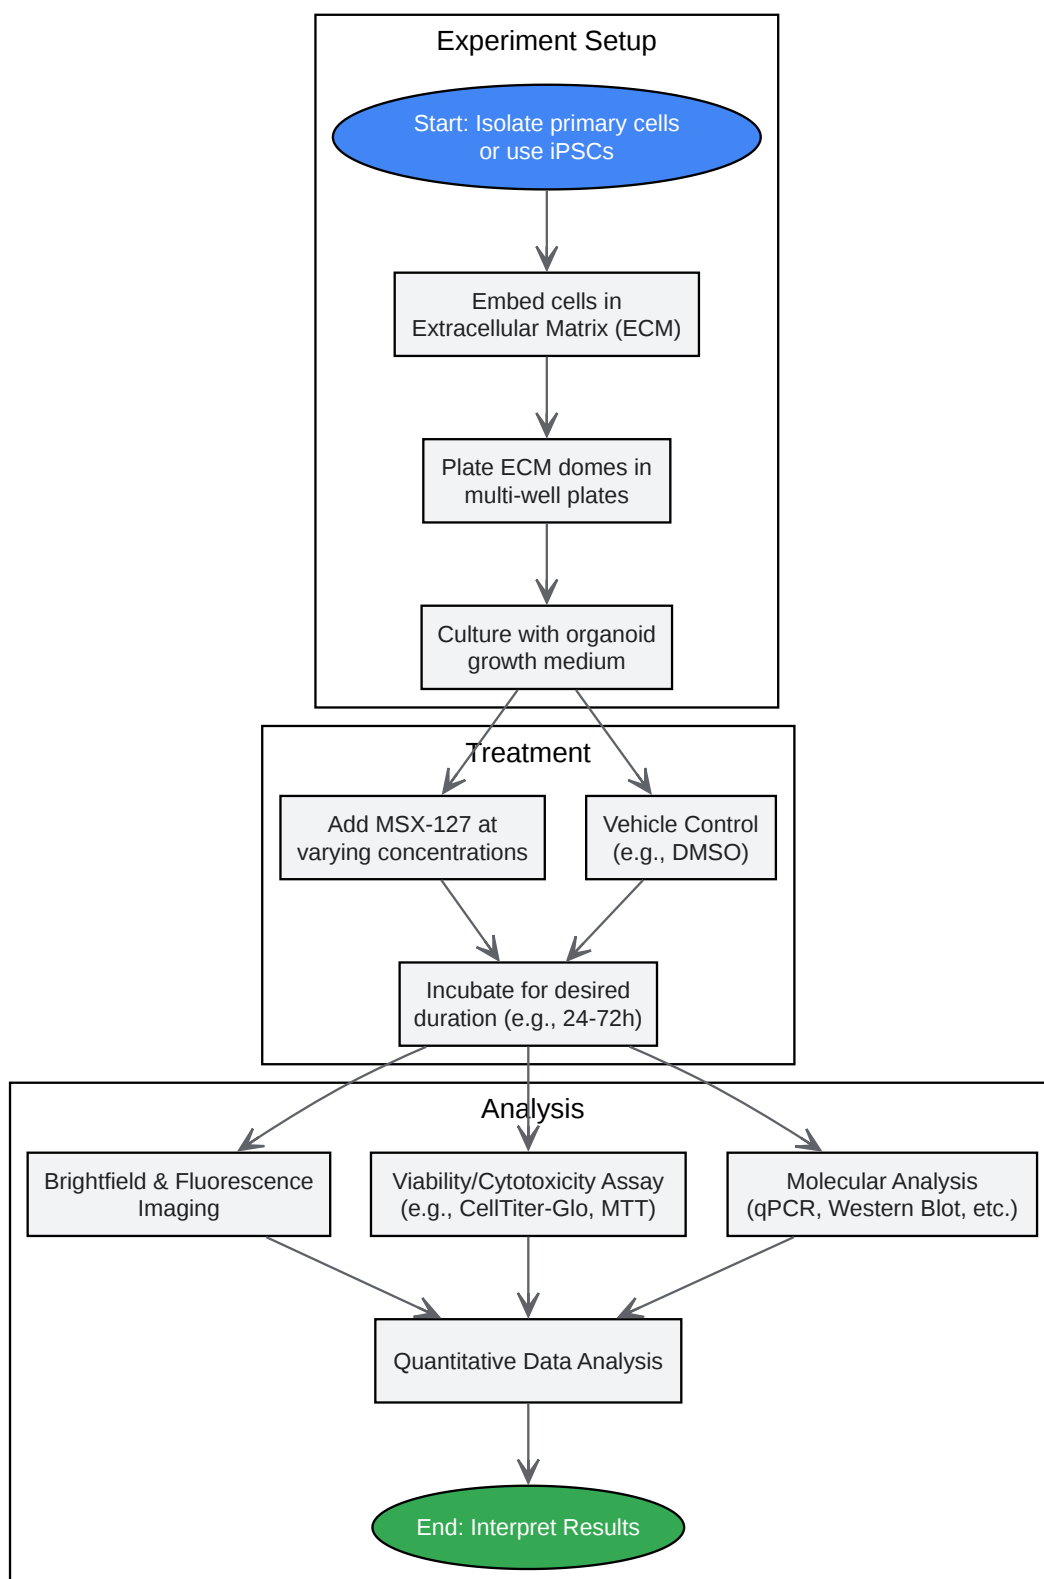 Experiment Setup
Start: Isolate primary cells
or use iPSCs
Embed cells in
Extracellular Matrix (ECM)
Plate ECM domes in
multi-well plates
Culture with organoid
growth medium
Treatment
Add MSX-127 at
varying concentrations
Vehicle Control
(e.g., DMSO)
Incubate for desired
duration (e.g., 24-72h)
Analysis
Brightfield & Fluorescence
Imaging
Viability/Cytotoxicity Assay
(e.g., CellTiter-Glo, MTT)
Molecular Analysis
(qPCR, Western Blot, etc.)
Quantitative Data Analysis
End: Interpret Results